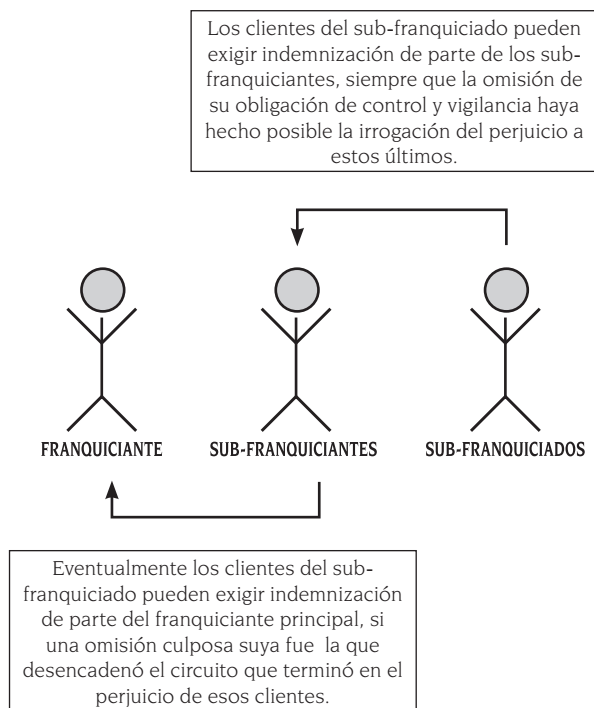 Los clientes del sub-franquiciado pueden
exigir indemnización de parte de los sub-
franquiciantes, siempre que la omisión de
su obligación de control y vigilancia haya
hecho posible la irrogación del perjuicio a
estos últimos.
FRANQUICIANTE SUB-FRANQUICIANTES SUB-FRANQUICIADOS
Eventualmente los clientes del sub-
franquiciado pueden exigir indemnización
de parte del franquiciante principal, si
una omisión culposa suya fue la que
desencadenó el circuito que terminó en el
perjuicio de esos clientes.